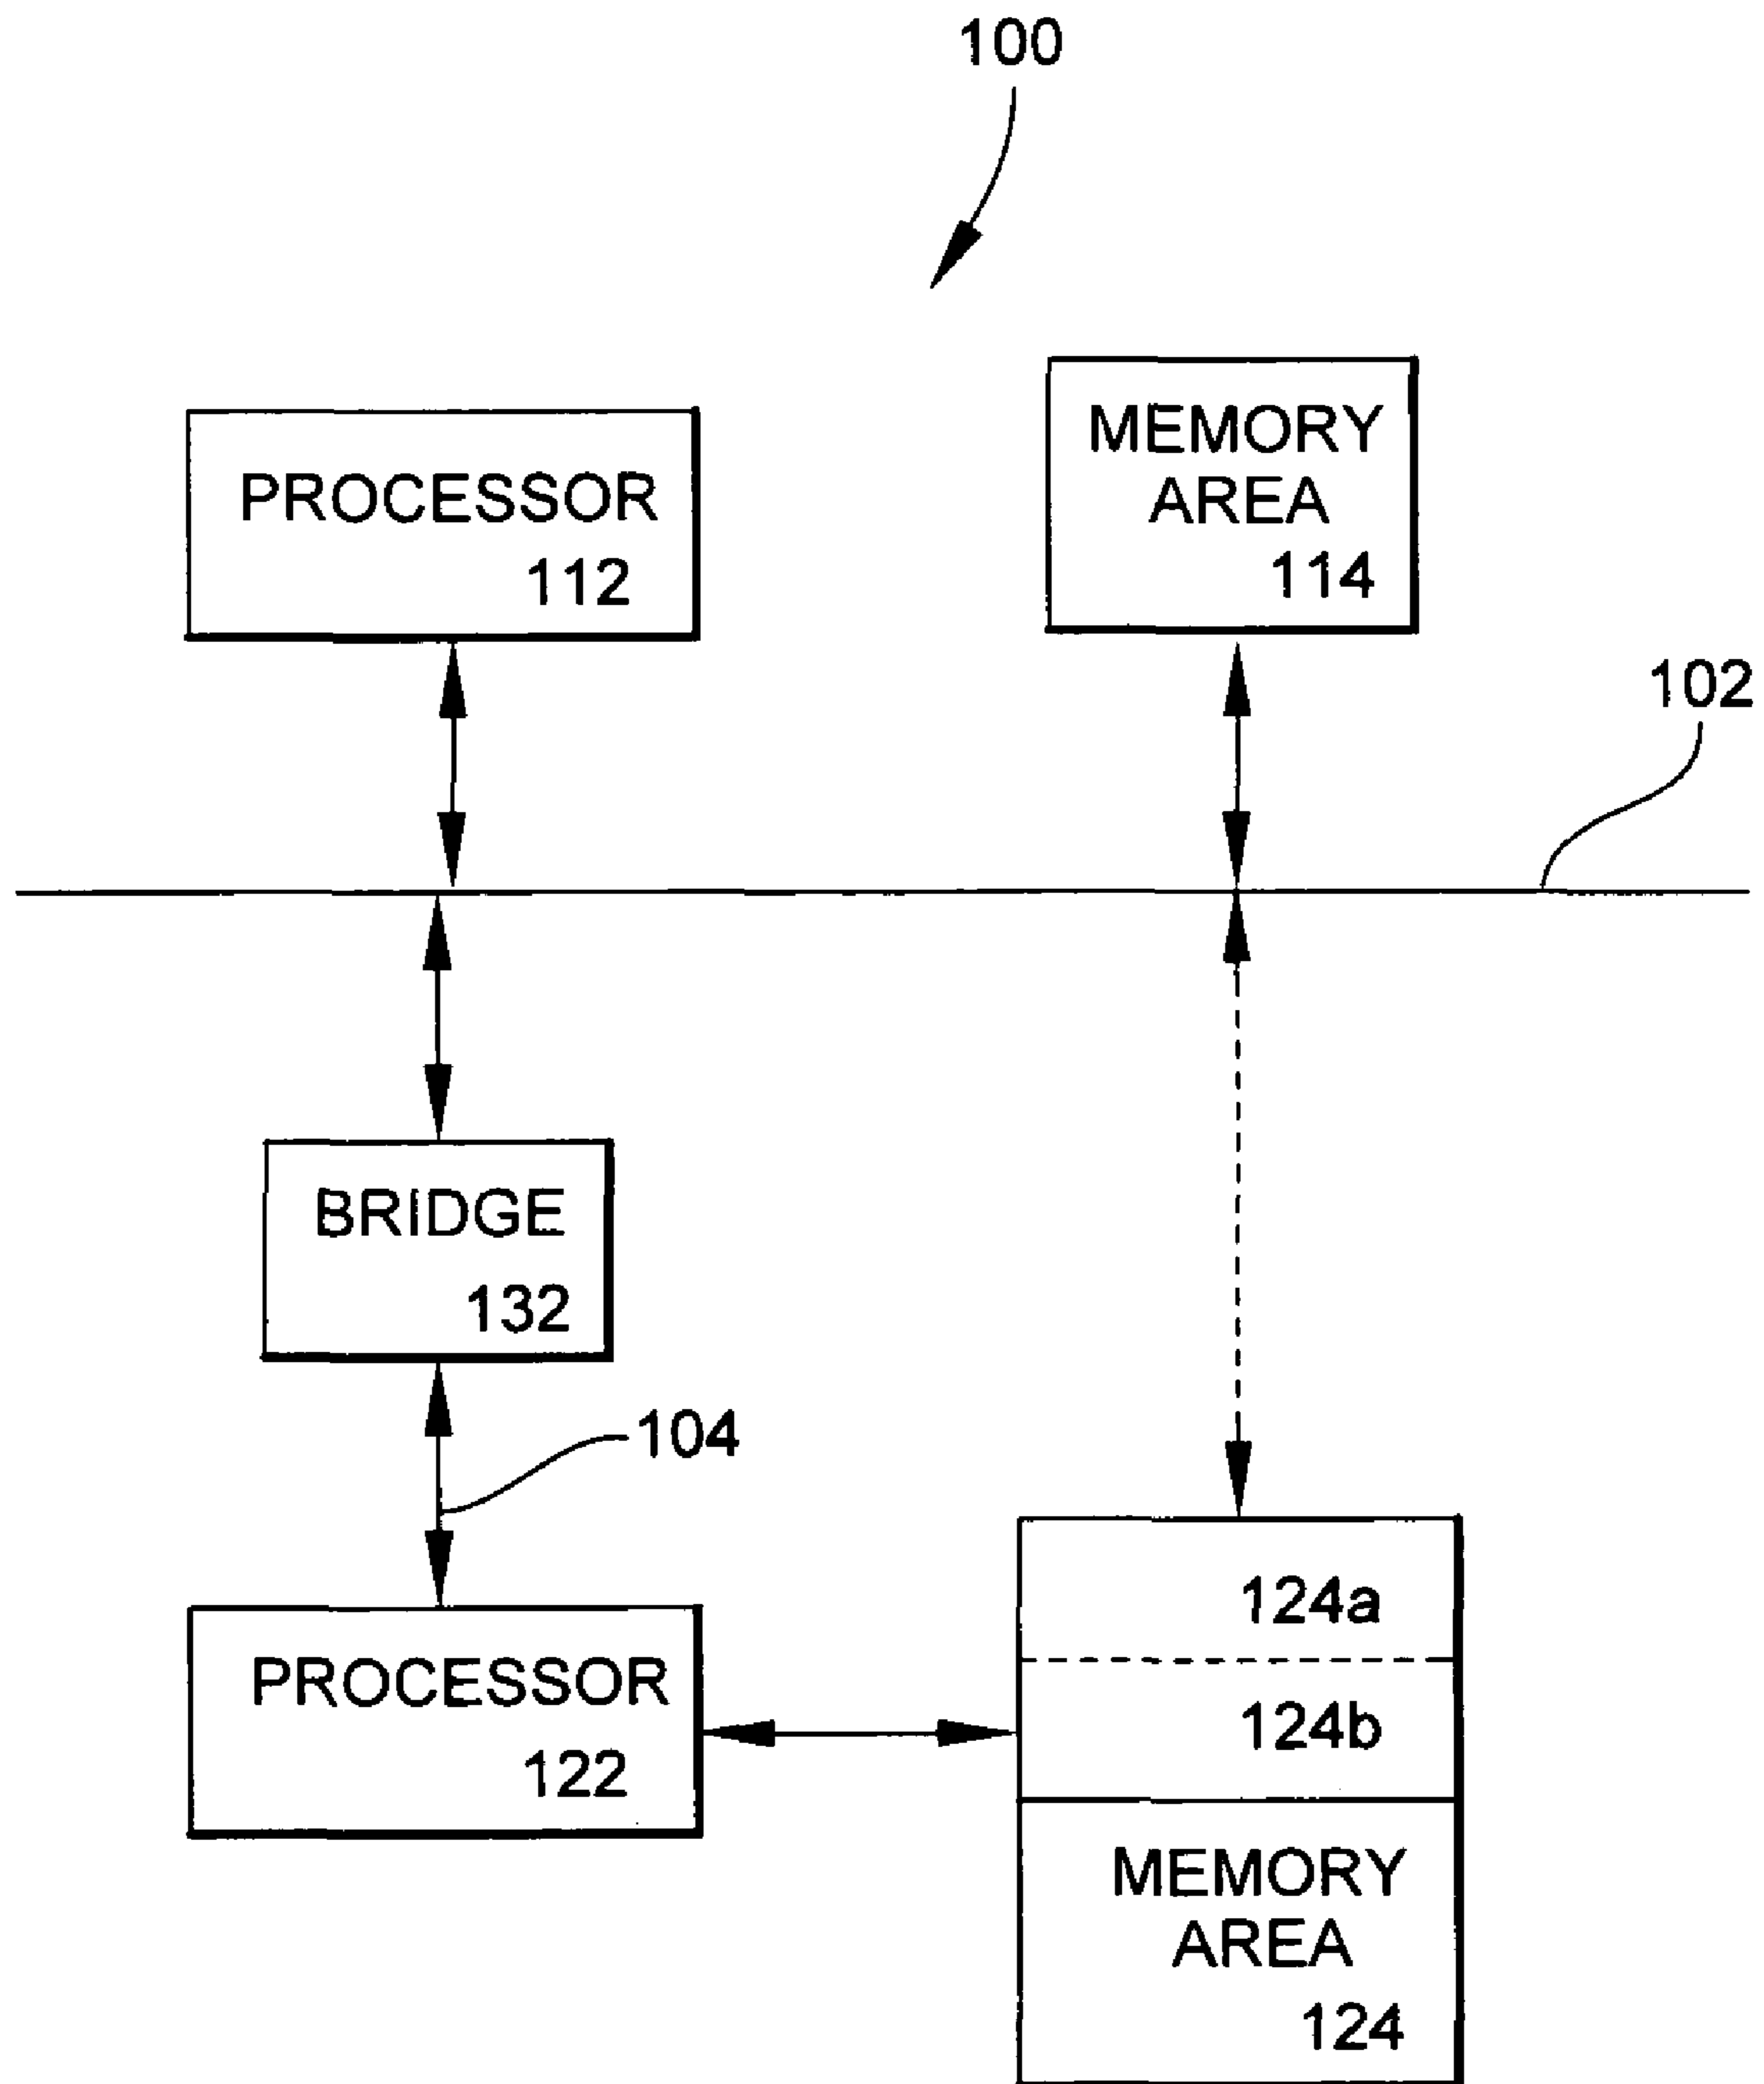 100
PROCESSOR
112
MEMORY
AREA
114
102
BRIDGE
132
104
PROCESSOR
122
124a
124b
MEMORY
AREA
124